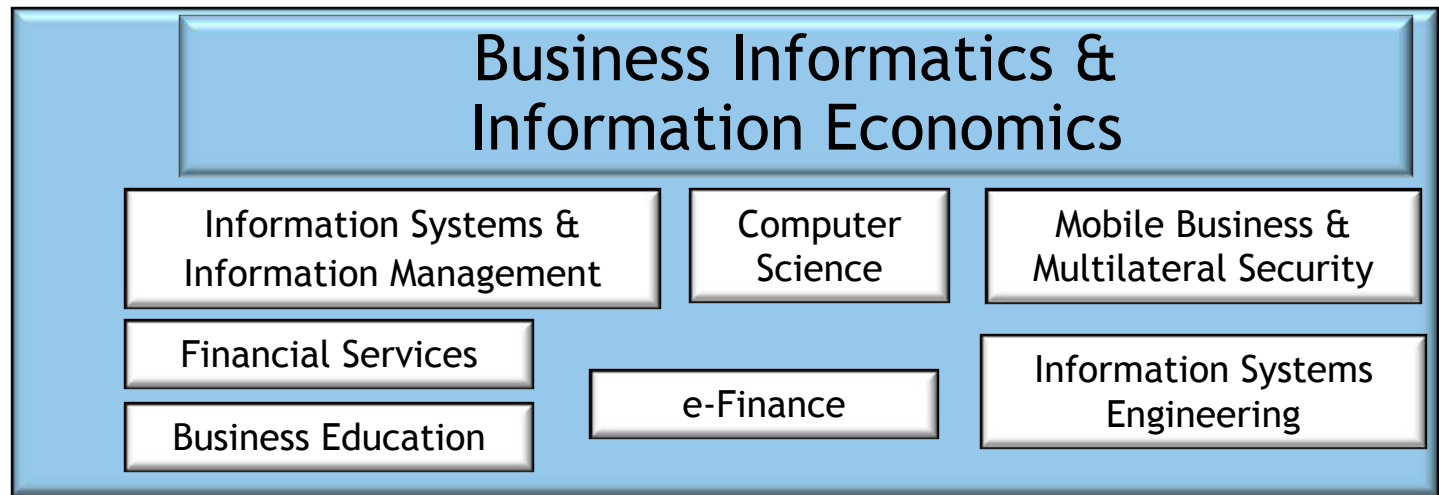 Business Informatics &
Information Economics
Information Systems &
Information Management
Computer
Science
Mobile Business &
Multilateral Security
Financial Services
e-Finance
Information Systems
Engineering
Business Education